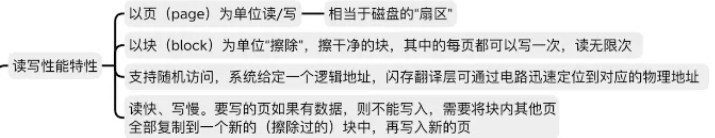 以页（page）为单位读/写
相当于磁盘的"扇区"
以块（block）为单位"擦除"，擦干净的块，其中的每页都可以写一次，读无限次
读写性能特性
支持随机访问，系统给定一个逻辑地址，闪存翻译层可通过电路迅速定位到对应的物理地址
读快、写慢。要写的页如果有数据，则不能写入，需要将块内其他页
全部复制到一个新的（擦除过的）块中，再写入新的页